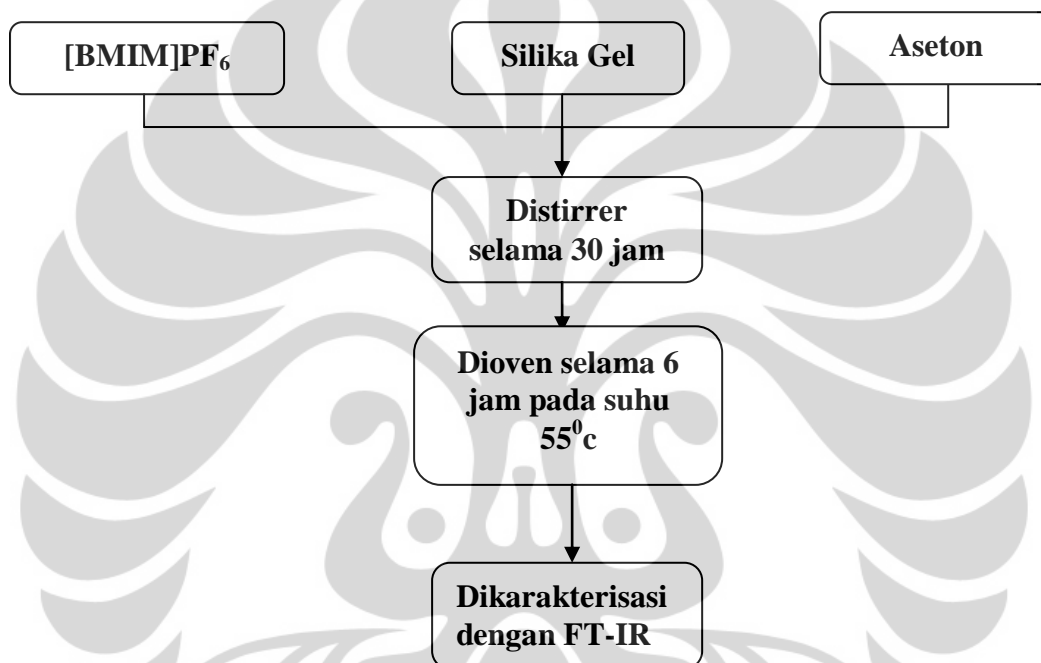 [BMIM]PF₆
Silika Gel
Aseton
Distirrer
selama 30 jam
Dioven selama 6
jam pada suhu
55⁰c
Dikarakterisasi
dengan FT-IR